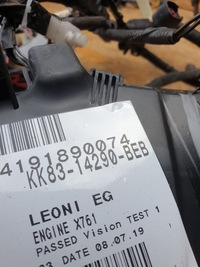 4191890074
KK83-14290-BEB
LEONI EG
ENGINE X761
PASSED Vision TEST 1
DATE 08.07.19